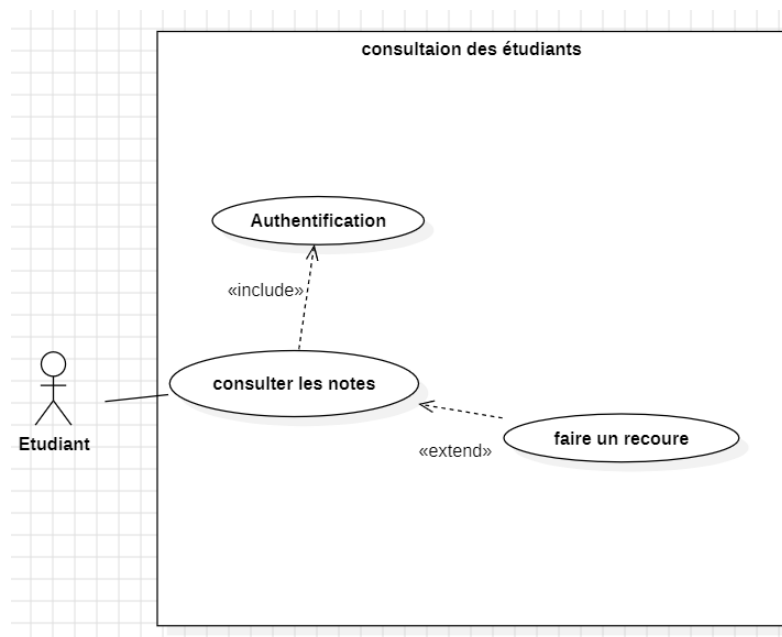 consultaion des étudiants
Authentification
«include»
consulter les notes
Etudiant
faire un recoure
«extend»